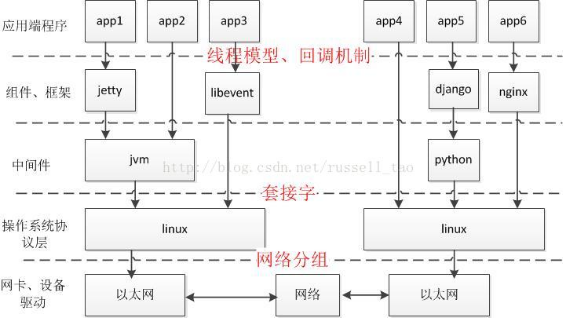 应用端程序 app1 app2 app3 app4 app5 app6
线程模型、回调机制
组件、框架 jetty libevent django nginx
中间件 jvm python
http://blog.csdn.net/russell_tao
套接字
操作系统协议层 linux linux
网络分组
网卡、设备驱动 以太网 网络 以太网